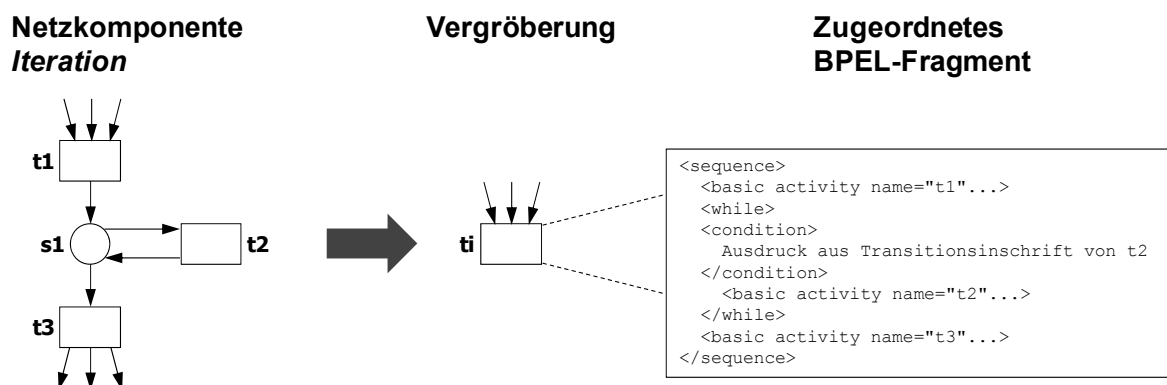 Netzkomponente
Iteration
Vergröberung
Zugeordnetes
BPEL-Fragment
t1
s1
t2
t3
ti
<sequence>
  <basic activity name="t1"...>
  <while>
  <condition>
    Ausdruck aus Transitionsinschrift von t2
  </condition>
    <basic activity name="t2"...>
  </while>
  <basic activity name="t3"...>
</sequence>